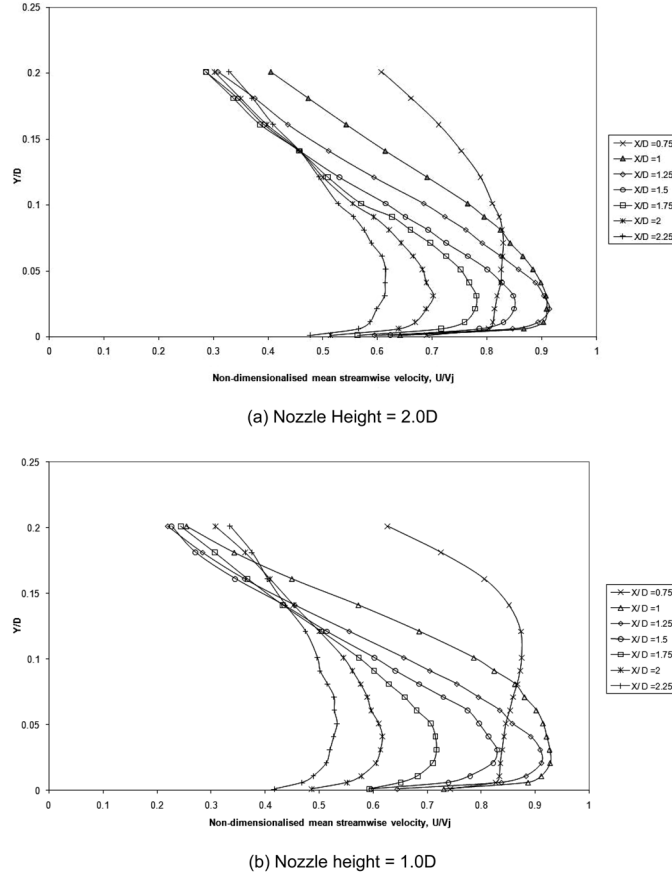 0.25
0.2
0.15
0.1
0.05
0
Y/D
0 0.1 0.2 0.3 0.4 0.5 0.6 0.7 0.8 0.9 1
Non-dimensionalised mean streamwise velocity, U/Vj
X/D =0.75
X/D =1
X/D =1.25
X/D =1.5
X/D =1.75
X/D =2
X/D =2.25
(a) Nozzle Height = 2.0D
0.25
0.2
0.15
0.1
0.05
0
Y/D
0 0.1 0.2 0.3 0.4 0.5 0.6 0.7 0.8 0.9 1
Non-dimensionalised mean streamwise velocity, U/Vj
X/D =0.75
X/D =1
X/D =1.25
X/D =1.5
X/D =1.75
X/D =2
X/D =2.25
(b) Nozzle height = 1.0D